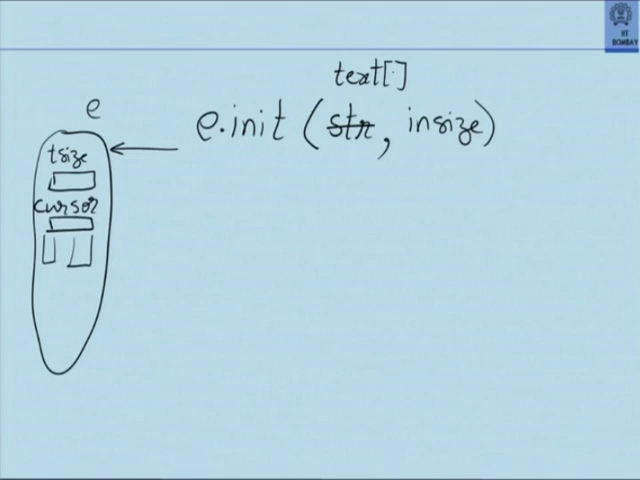 IIT
BOMBAY
text[]
e
e.init (str, insize)
tsize
cursor